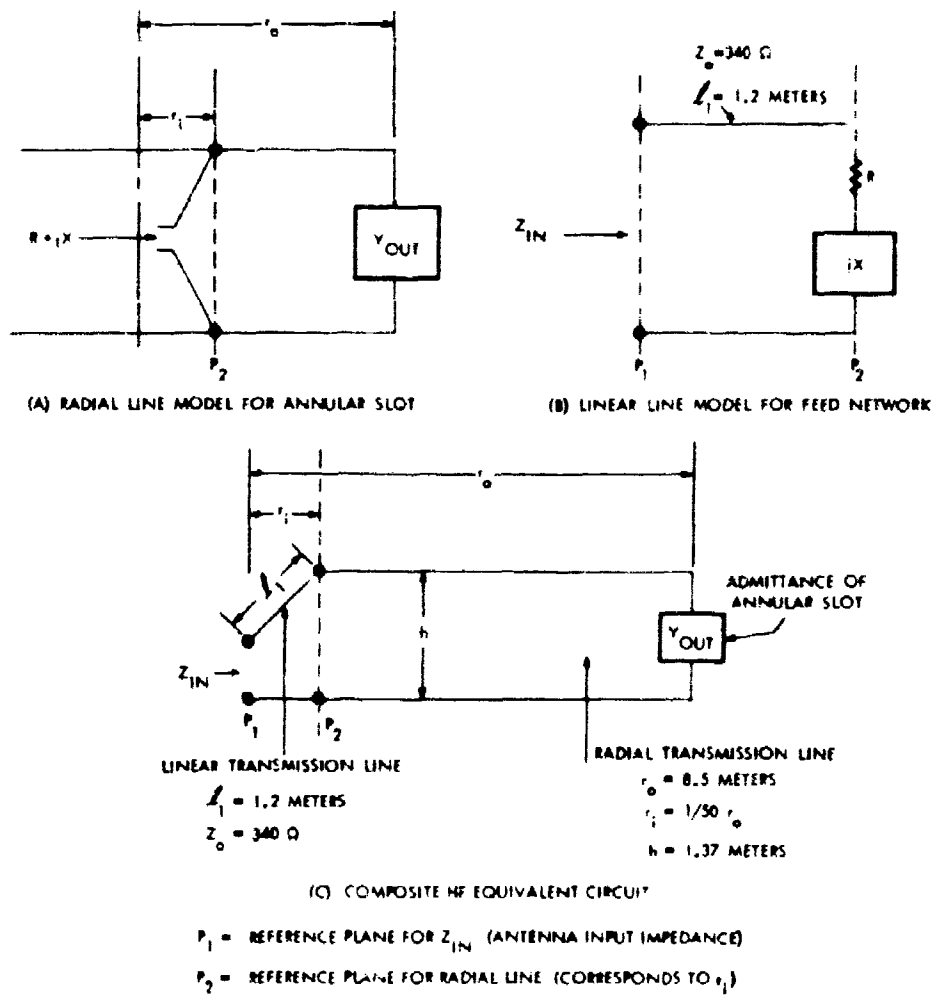 r_o
r_i
R + jX
Y_OUT
P_2
(A) RADIAL LINE MODEL FOR ANNULAR SLOT
Z_o = 340 Ω
ℓ_1 = 1.2 METERS
R
Z_IN
jX
P_1
P_2
(B) LINEAR LINE MODEL FOR FEED NETWORK
r_o
r_i
ℓ_1
h
ADMITTANCE OF
ANNULAR SLOT
Y_OUT
Z_IN
P_1
P_2
LINEAR TRANSMISSION LINE
ℓ_1 = 1.2 METERS
Z_o = 340 Ω
RADIAL TRANSMISSION LINE
r_o = 8.5 METERS
r_i = 1/50 r_o
h = 1.37 METERS
(C) COMPOSITE HF EQUIVALENT CIRCUIT
P_1 = REFERENCE PLANE FOR Z_IN (ANTENNA INPUT IMPEDANCE)
P_2 = REFERENCE PLANE FOR RADIAL LINE (CORRESPONDS TO r_i)